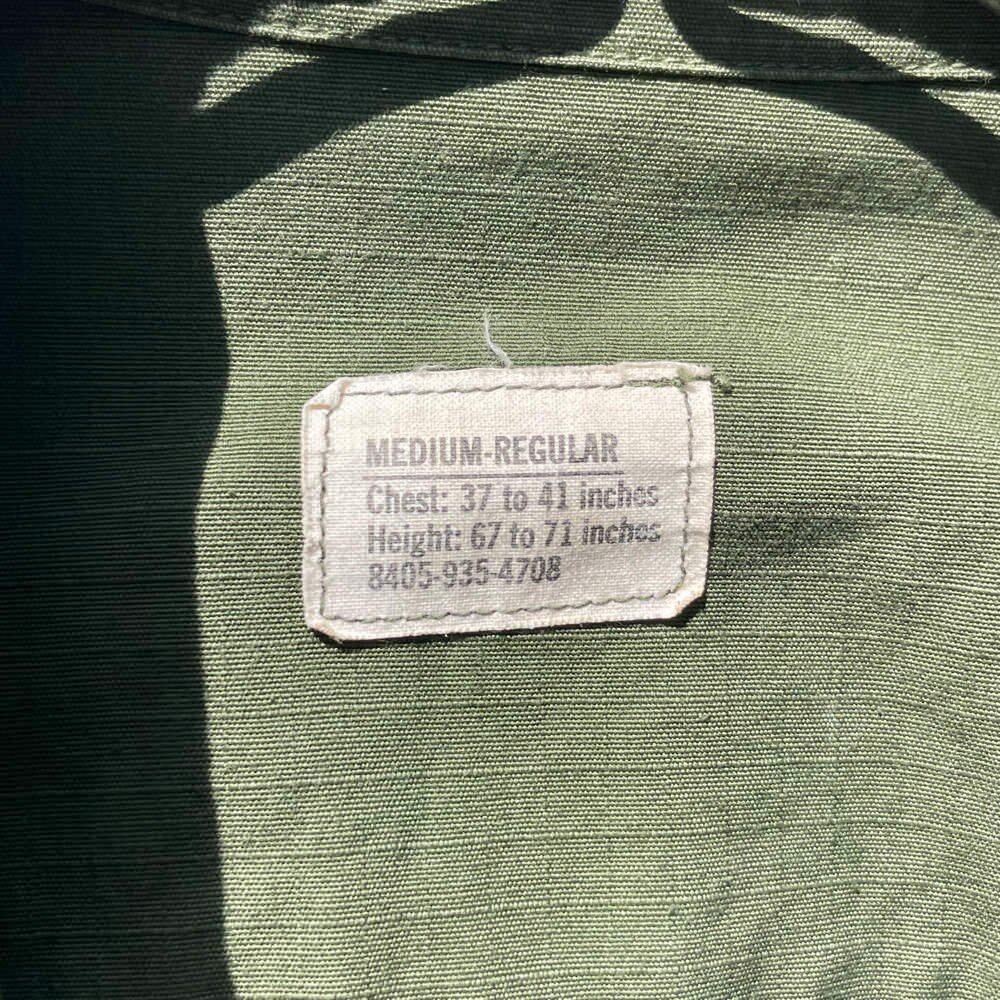 MEDIUM-REGULAR
Chest: 37 to 41 inches
Height: 67 to 71 inches
8405-935-4708